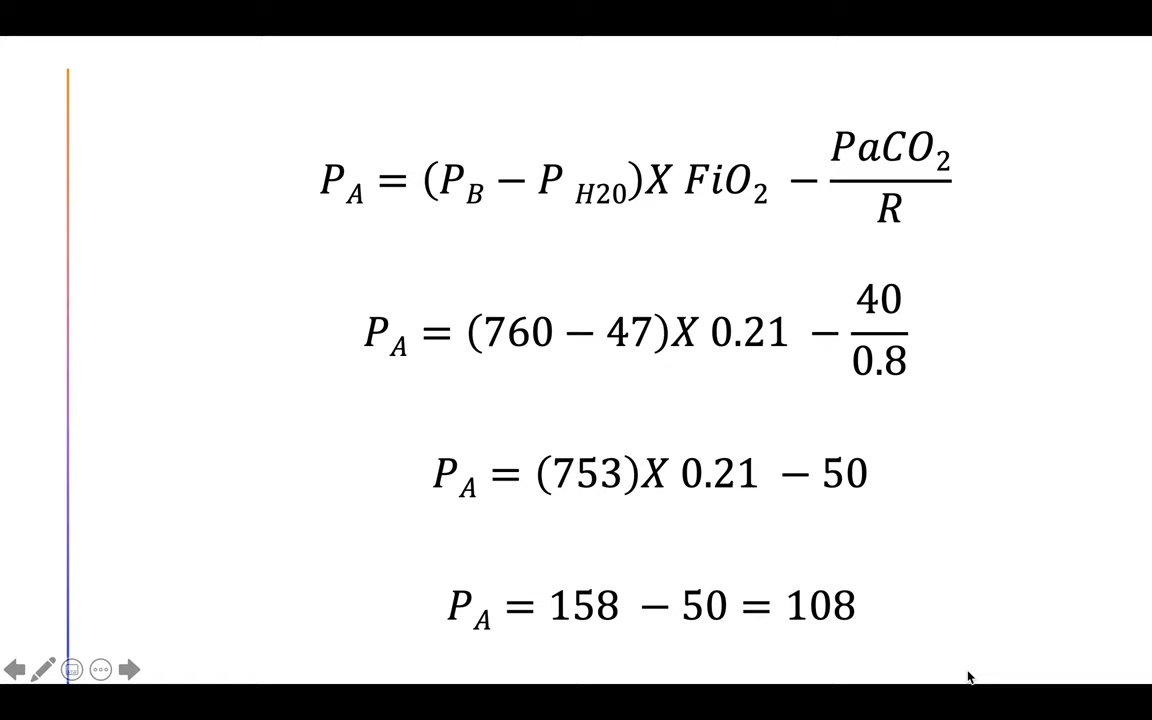 P_A = (P_B − P_H20)X FiO_2 − PaCO_2/R
P_A = (760 − 47)X 0.21 − 40/0.8
P_A = (753)X 0.21 − 50
P_A = 158 − 50 = 108